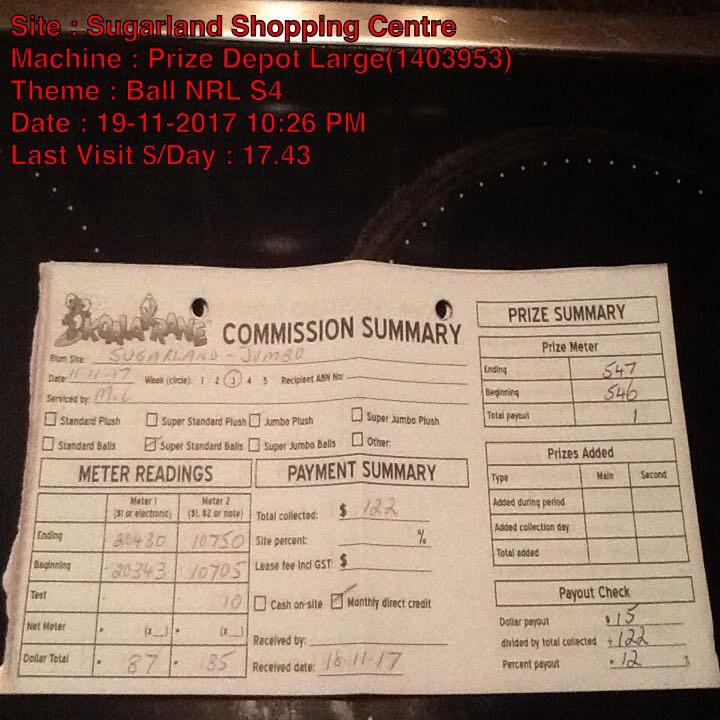 Site : Sugarland Shopping Centre
Machine : Prize Depot Large(1403953)
Theme : Ball NRL S4
Date : 19-11-2017 10:26 PM
Last Visit $/Day : 17.43
KOALA KRANE
COMMISSION SUMMARY
From Site: SUGARLAND - JUMBO
Date: 11-11-17 Week (circle): 1 2 3 4 5 Recipient ABN No:
Serviced by:
Standard Plush Super Standard Plush Jumbo Plush Super Jumbo Plush
Standard Balls Super Standard Balls Super Jumbo Balls Other:
METER READINGS
Meter 1 Meter 2
($1 or electronic) ($1, $2 or note)
Ending 20430 10750
Beginning 20343 10705
Test 10
Net Meter (x__) (x__)
Dollar Total 87 35
PAYMENT SUMMARY
Total collected: $ 122
Site percent: %
Lease fee incl GST: $
Cash on-site Monthly direct credit
Received by:
Received date: 18-11-17
PRIZE SUMMARY
Prize Meter
Ending 547
Beginning 546
Total payout 1
Prizes Added
Type Main Second
Added during period
Added collection day
Total added
Payout Check
Dollar payout $ 15
divided by total collected ÷ 122
Percent payout 12